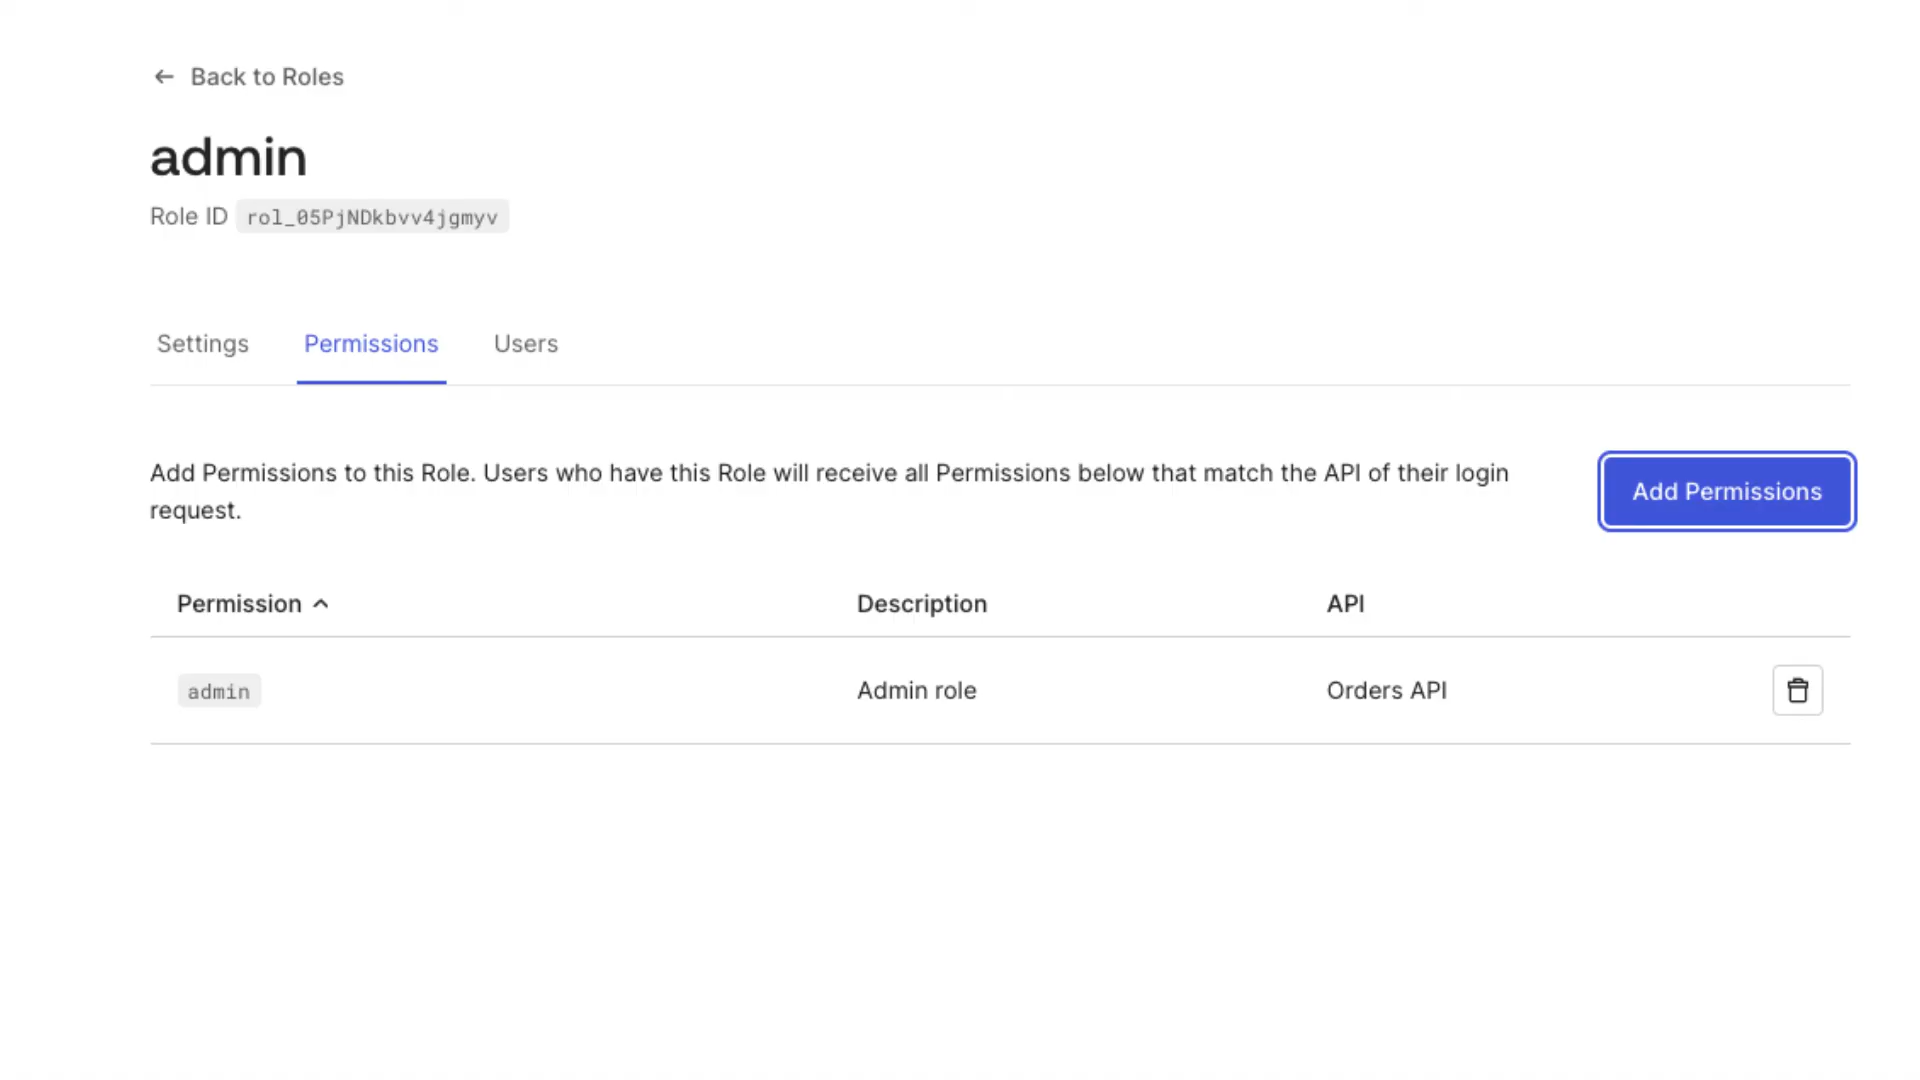 ← Back to Roles
admin
Role ID rol_05PjNDkbvv4jgmyv
Settings Permissions Users
Add Permissions to this Role. Users who have this Role will receive all Permissions below that match the API of their login
request.
Add Permissions
Permission Description API
admin Admin role Orders API